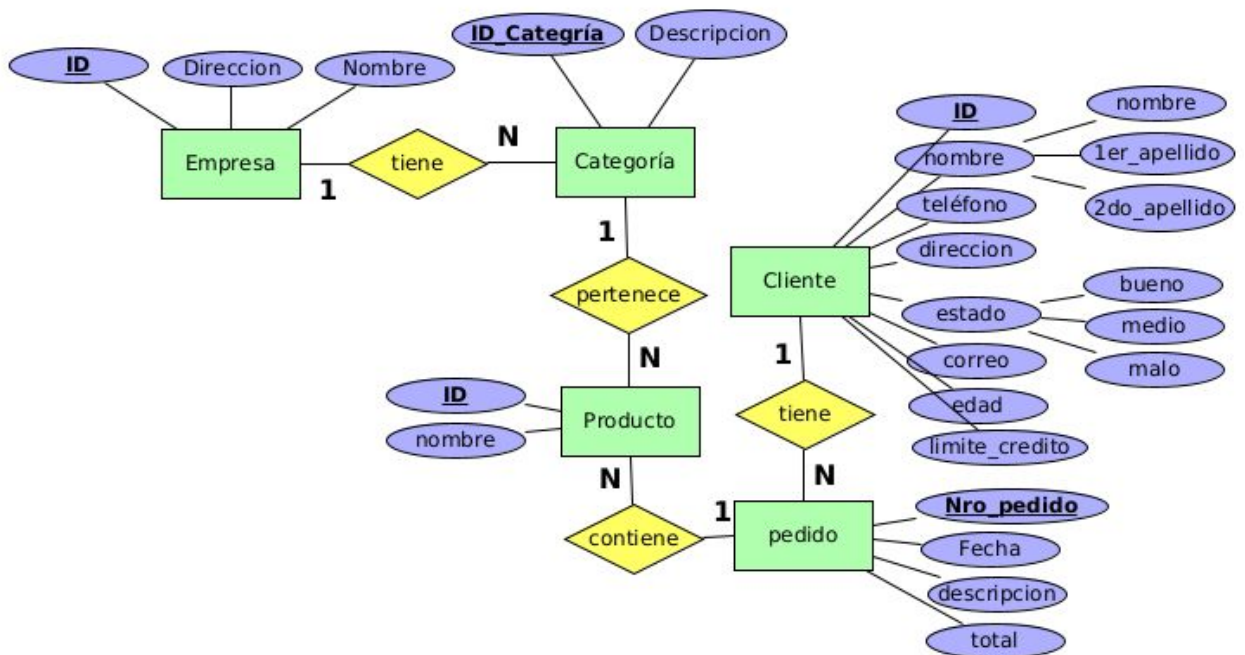 ID_Categría
Descripcion
ID
Direccion
Nombre
Empresa
1
tiene
N
Categoría
1
pertenece
N
ID
nombre
Producto
N
contiene
1
ID
nombre
nombre
1er_apellido
2do_apellido
teléfono
direccion
Cliente
estado
bueno
medio
malo
correo
edad
limite_credito
1
tiene
N
pedido
Nro_pedido
Fecha
descripcion
total